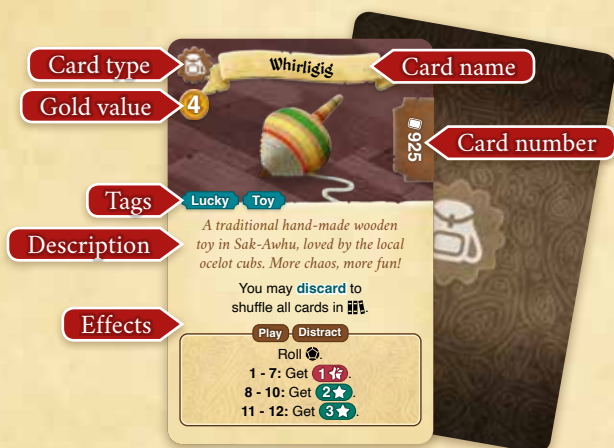 Card type
Whirligig
Card name
Gold value
4
925
Card number
Tags
Lucky Toy
Description
A traditional hand-made wooden
toy in Sak-Awhu, loved by the local
ocelot cubs. More chaos, more fun!
You may discard to
shuffle all cards in
Effects
Play Distract
Roll
1 - 7: Get 1
8 - 10: Get 2
11 - 12: Get 3